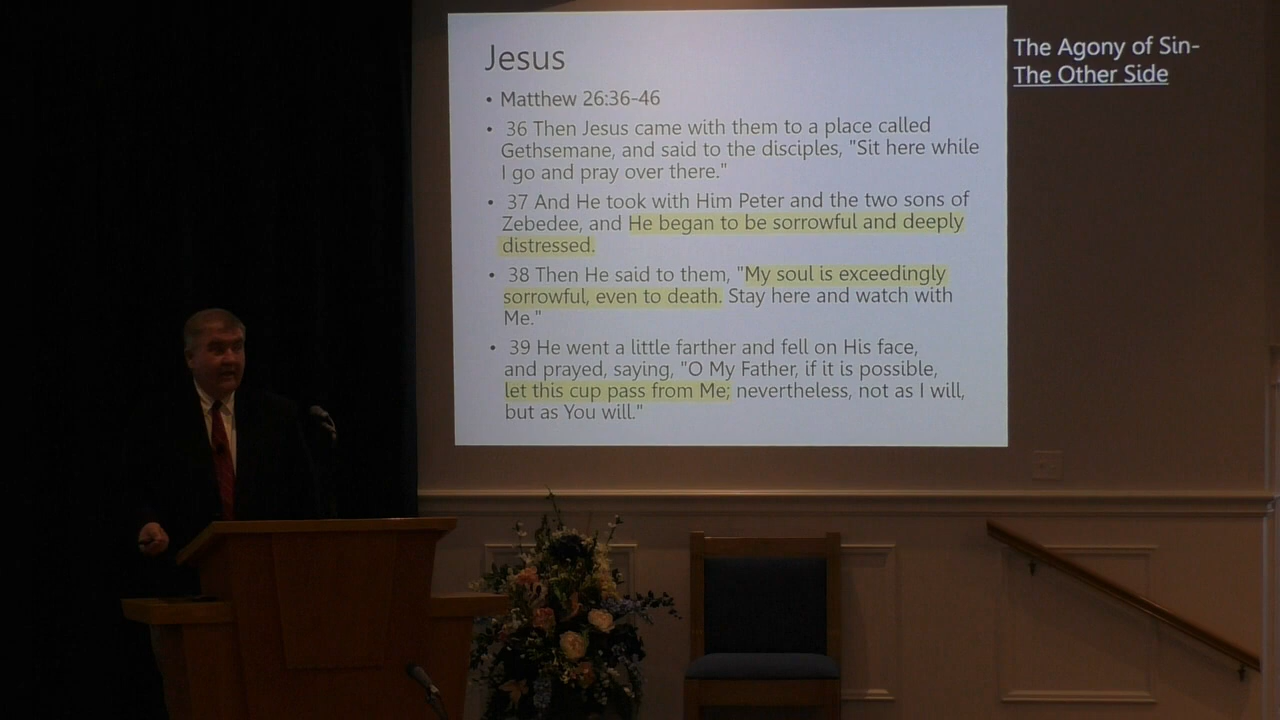 Jesus
• Matthew 26:36-46
• 36 Then Jesus came with them to a place called
Gethsemane, and said to the disciples, "Sit here while
I go and pray over there."
• 37 And He took with Him Peter and the two sons of
Zebedee, and He began to be sorrowful and deeply
distressed.
• 38 Then He said to them, "My soul is exceedingly
sorrowful, even to death. Stay here and watch with
Me."
• 39 He went a little farther and fell on His face,
and prayed, saying, "O My Father, if it is possible,
let this cup pass from Me; nevertheless, not as I will,
but as You will."
The Agony of Sin-
The Other Side